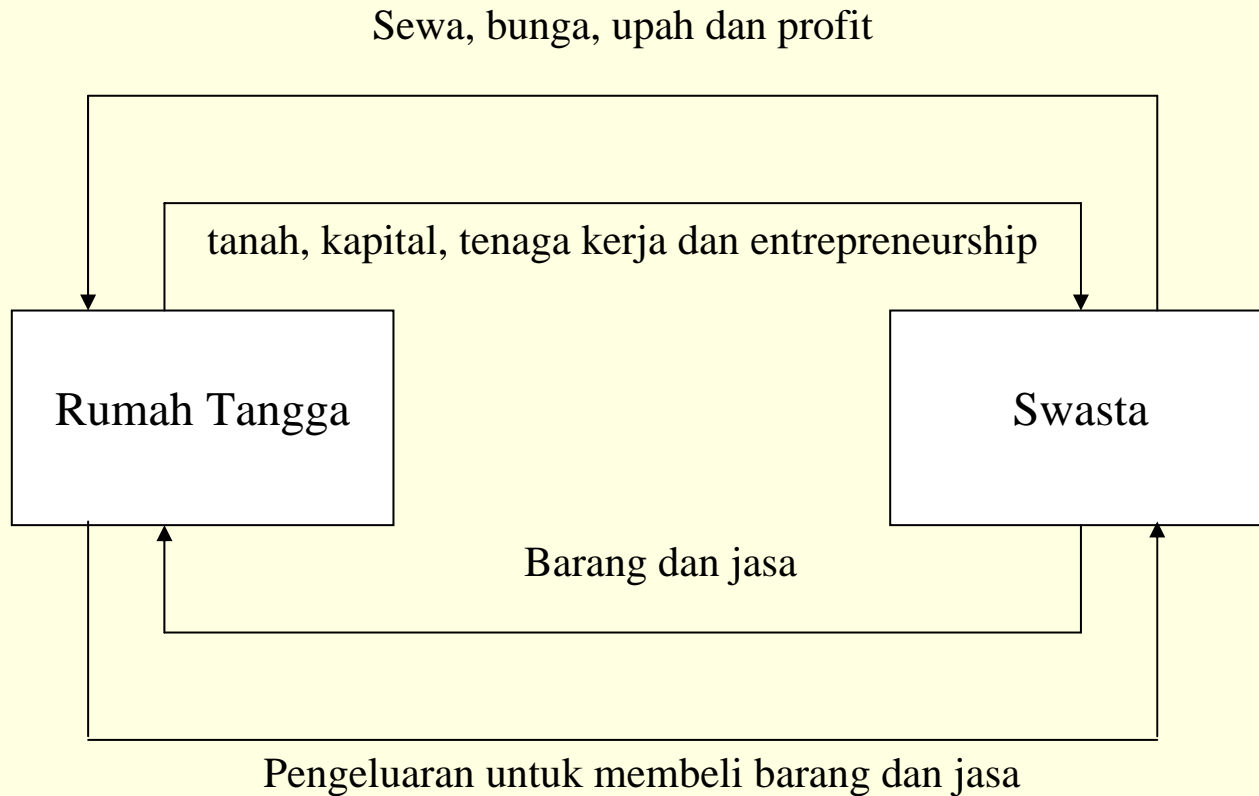 Sewa, bunga, upah dan profit
tanah, kapital, tenaga kerja dan entrepreneurship
Rumah Tangga
Swasta
Barang dan jasa
Pengeluaran untuk membeli barang dan jasa